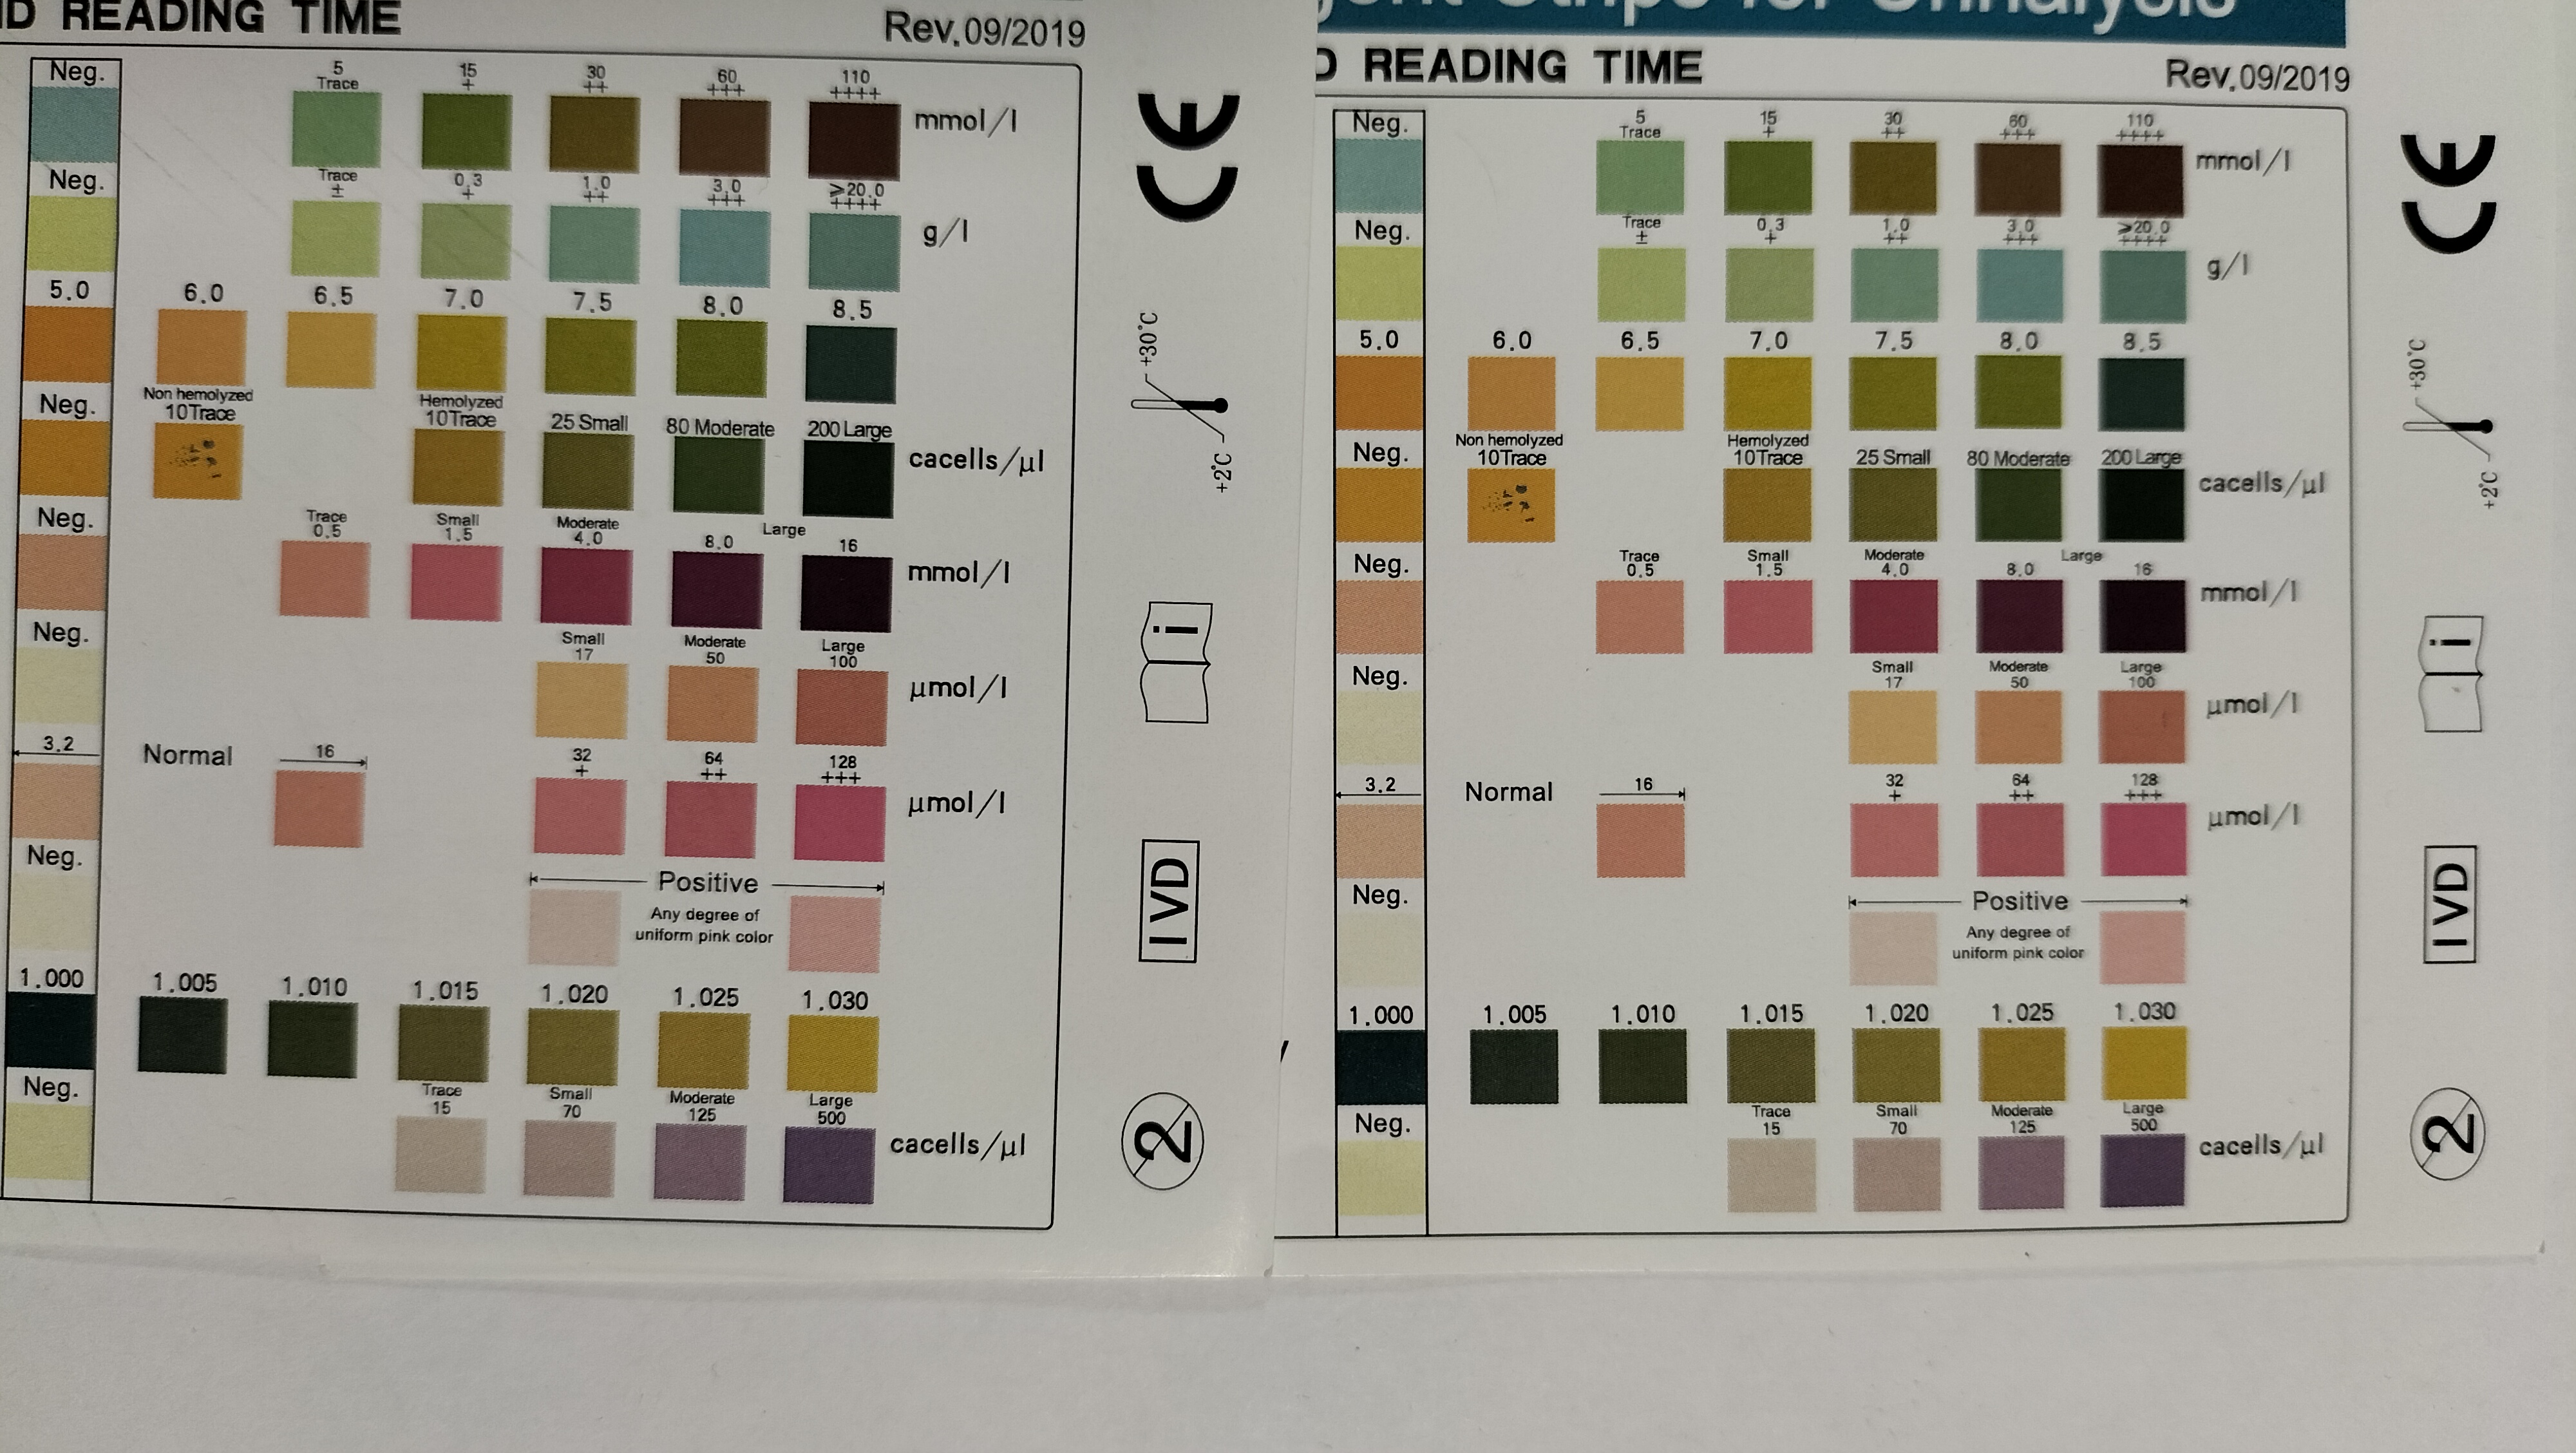 READING TIME
Rev.09/2019
Neg.
5 15 30 60 110
Trace + ++ +++ ++++
mmol/l
Neg.
Trace 0.3 1.0 3.0 ≥20.0
± + ++ +++ ++++
g/l
5.0 6.0 6.5 7.0 7.5 8.0 8.5
Neg.
Non hemolyzed Hemolyzed
10Trace 10Trace 25 Small 80 Moderate 200 Large
cacells/µl
Neg.
Trace Small Moderate Large
0.5 1.5 4.0 8.0 16
mmol/l
Neg.
Small Moderate Large
17 50 100
µmol/l
3.2 Normal 16 32 64 128
+ ++ +++
µmol/l
Neg.
Positive
Any degree of
uniform pink color
1.000 1.005 1.010 1.015 1.020 1.025 1.030
Neg.
Trace Small Moderate Large
15 70 125 500
cacells/µl
CE
+30°C
+2°C
i
IVD
2
READING TIME
Rev.09/2019
Neg.
5 15 30 60 110
Trace + ++ +++ ++++
mmol/l
Neg.
Trace 0.3 1.0 3.0 ≥20.0
± + ++ +++ ++++
g/l
5.0 6.0 6.5 7.0 7.5 8.0 8.5
Neg.
Non hemolyzed Hemolyzed
10Trace 10Trace 25 Small 80 Moderate 200 Large
cacells/µl
Neg.
Trace Small Moderate Large
0.5 1.5 4.0 8.0 16
mmol/l
Neg.
Small Moderate Large
17 50 100
µmol/l
3.2 Normal 16 32 64 128
+ ++ +++
µmol/l
Neg.
Positive
Any degree of
uniform pink color
1.000 1.005 1.010 1.015 1.020 1.025 1.030
Neg.
Trace Small Moderate Large
15 70 125 500
cacells/µl
CE
+30°C
+2°C
i
IVD
2